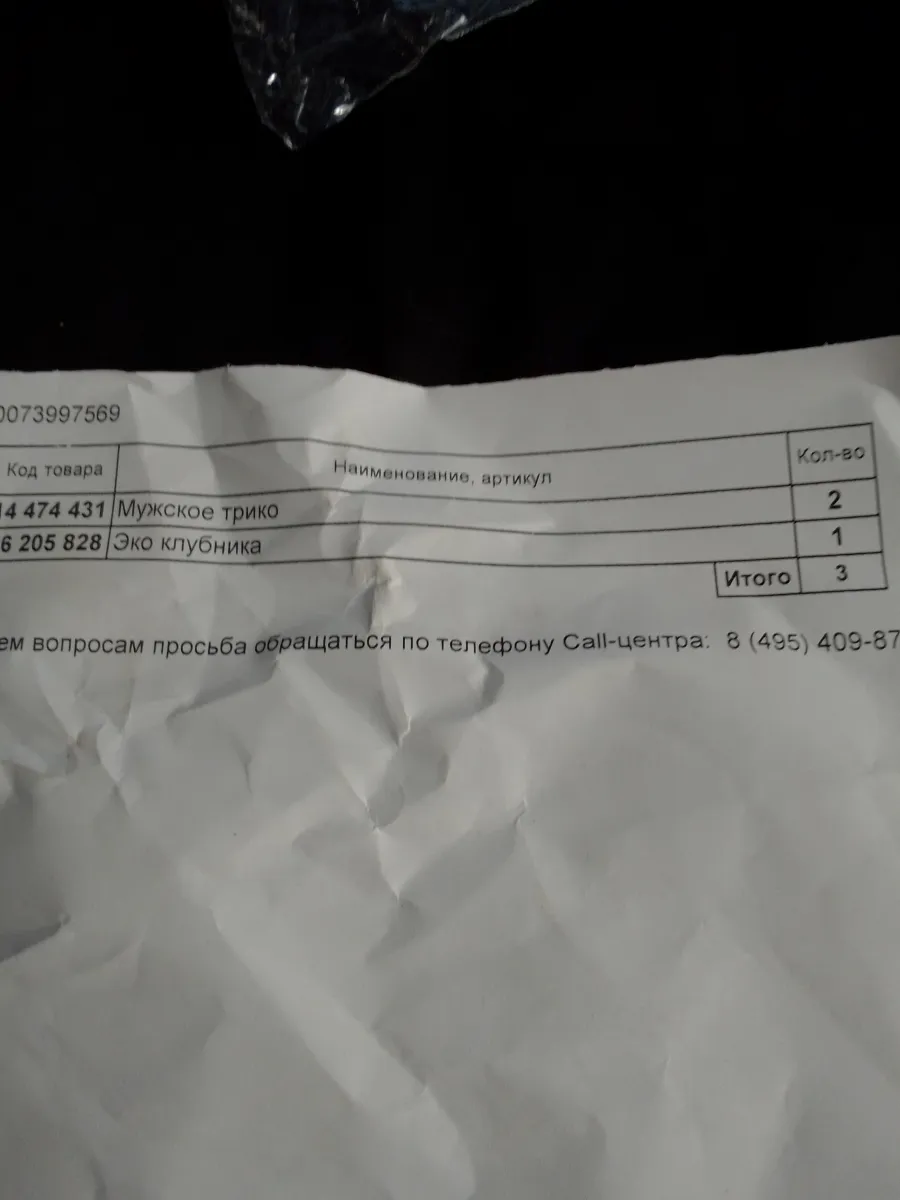 0073997569
Код товара Наименование, артикул Кол-во
14 474 431 Мужское трико 2
6 205 828 Эко клубника 1
Итого 3
ем вопросам просьба обращаться по телефону Call-центра: 8 (495) 409-87